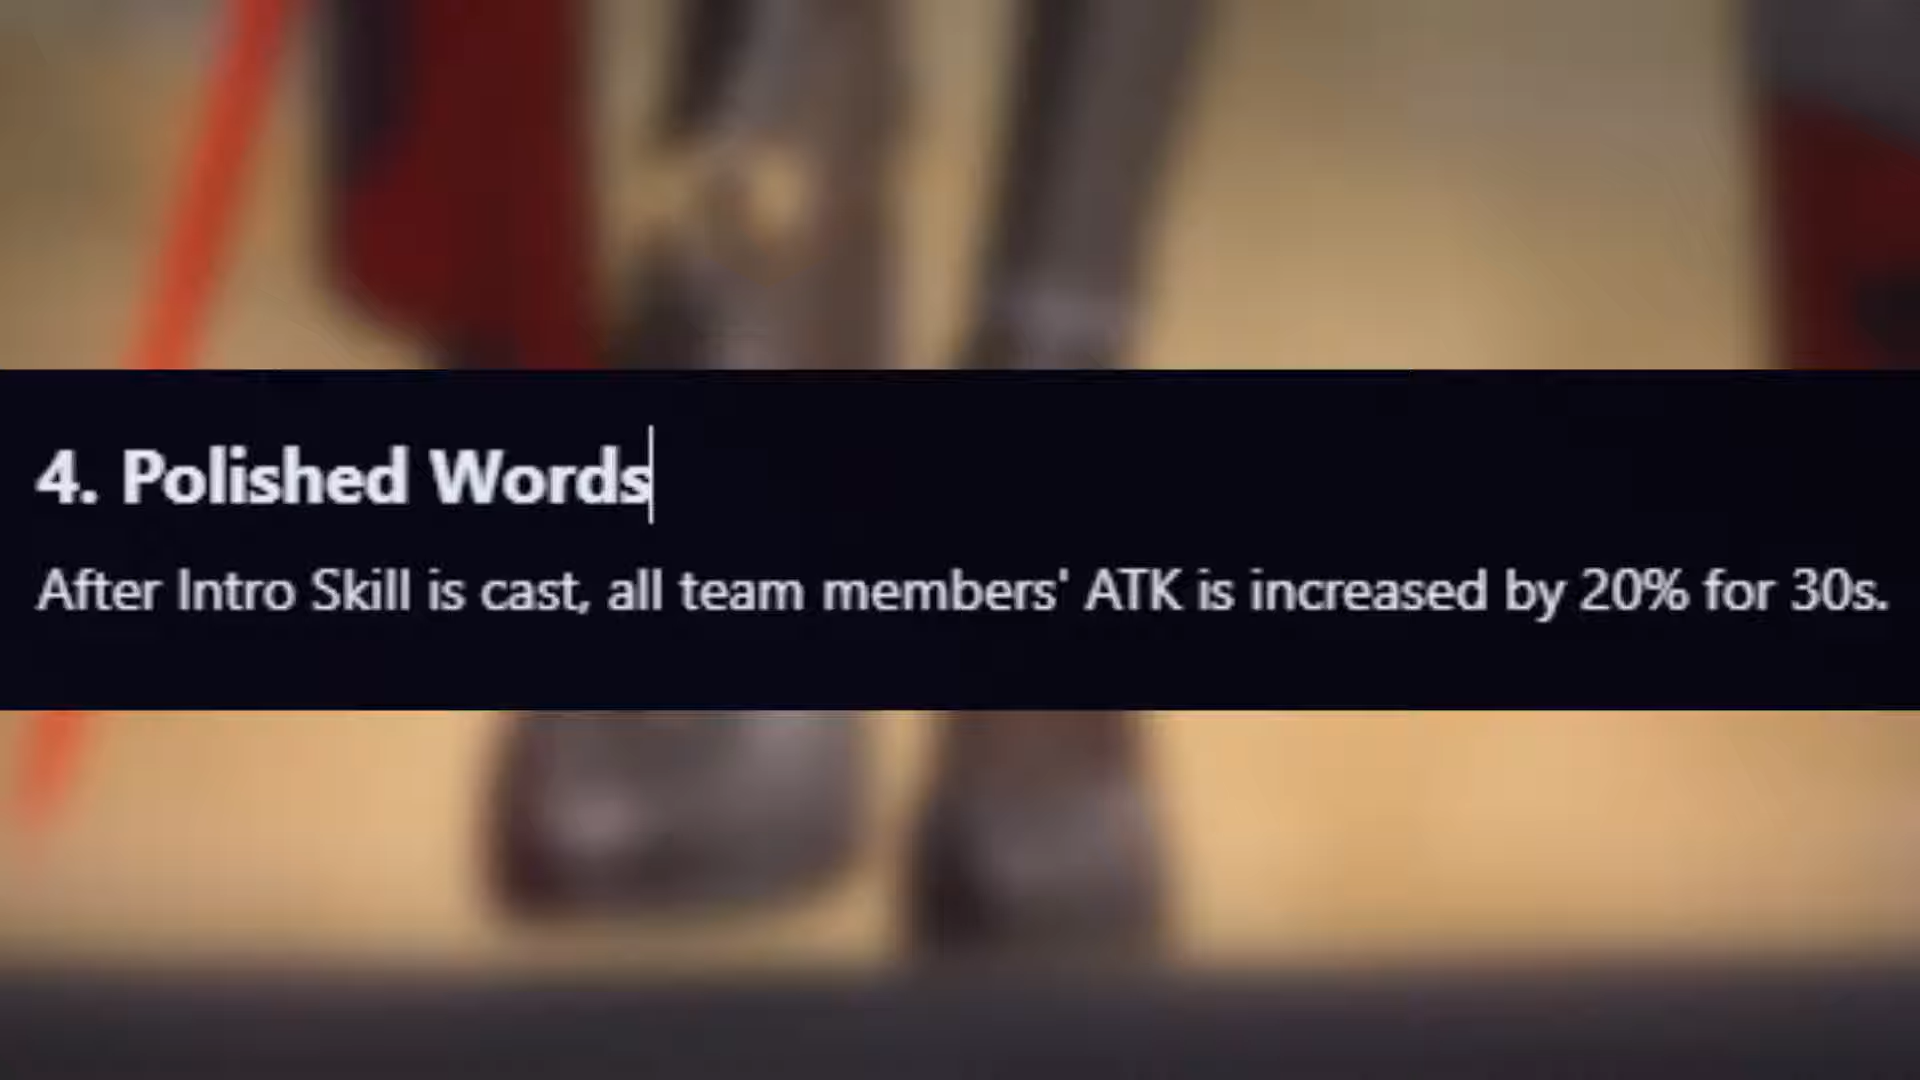 4. Polished Words
After Intro Skill is cast, all team members' ATK is increased by 20% for 30s.